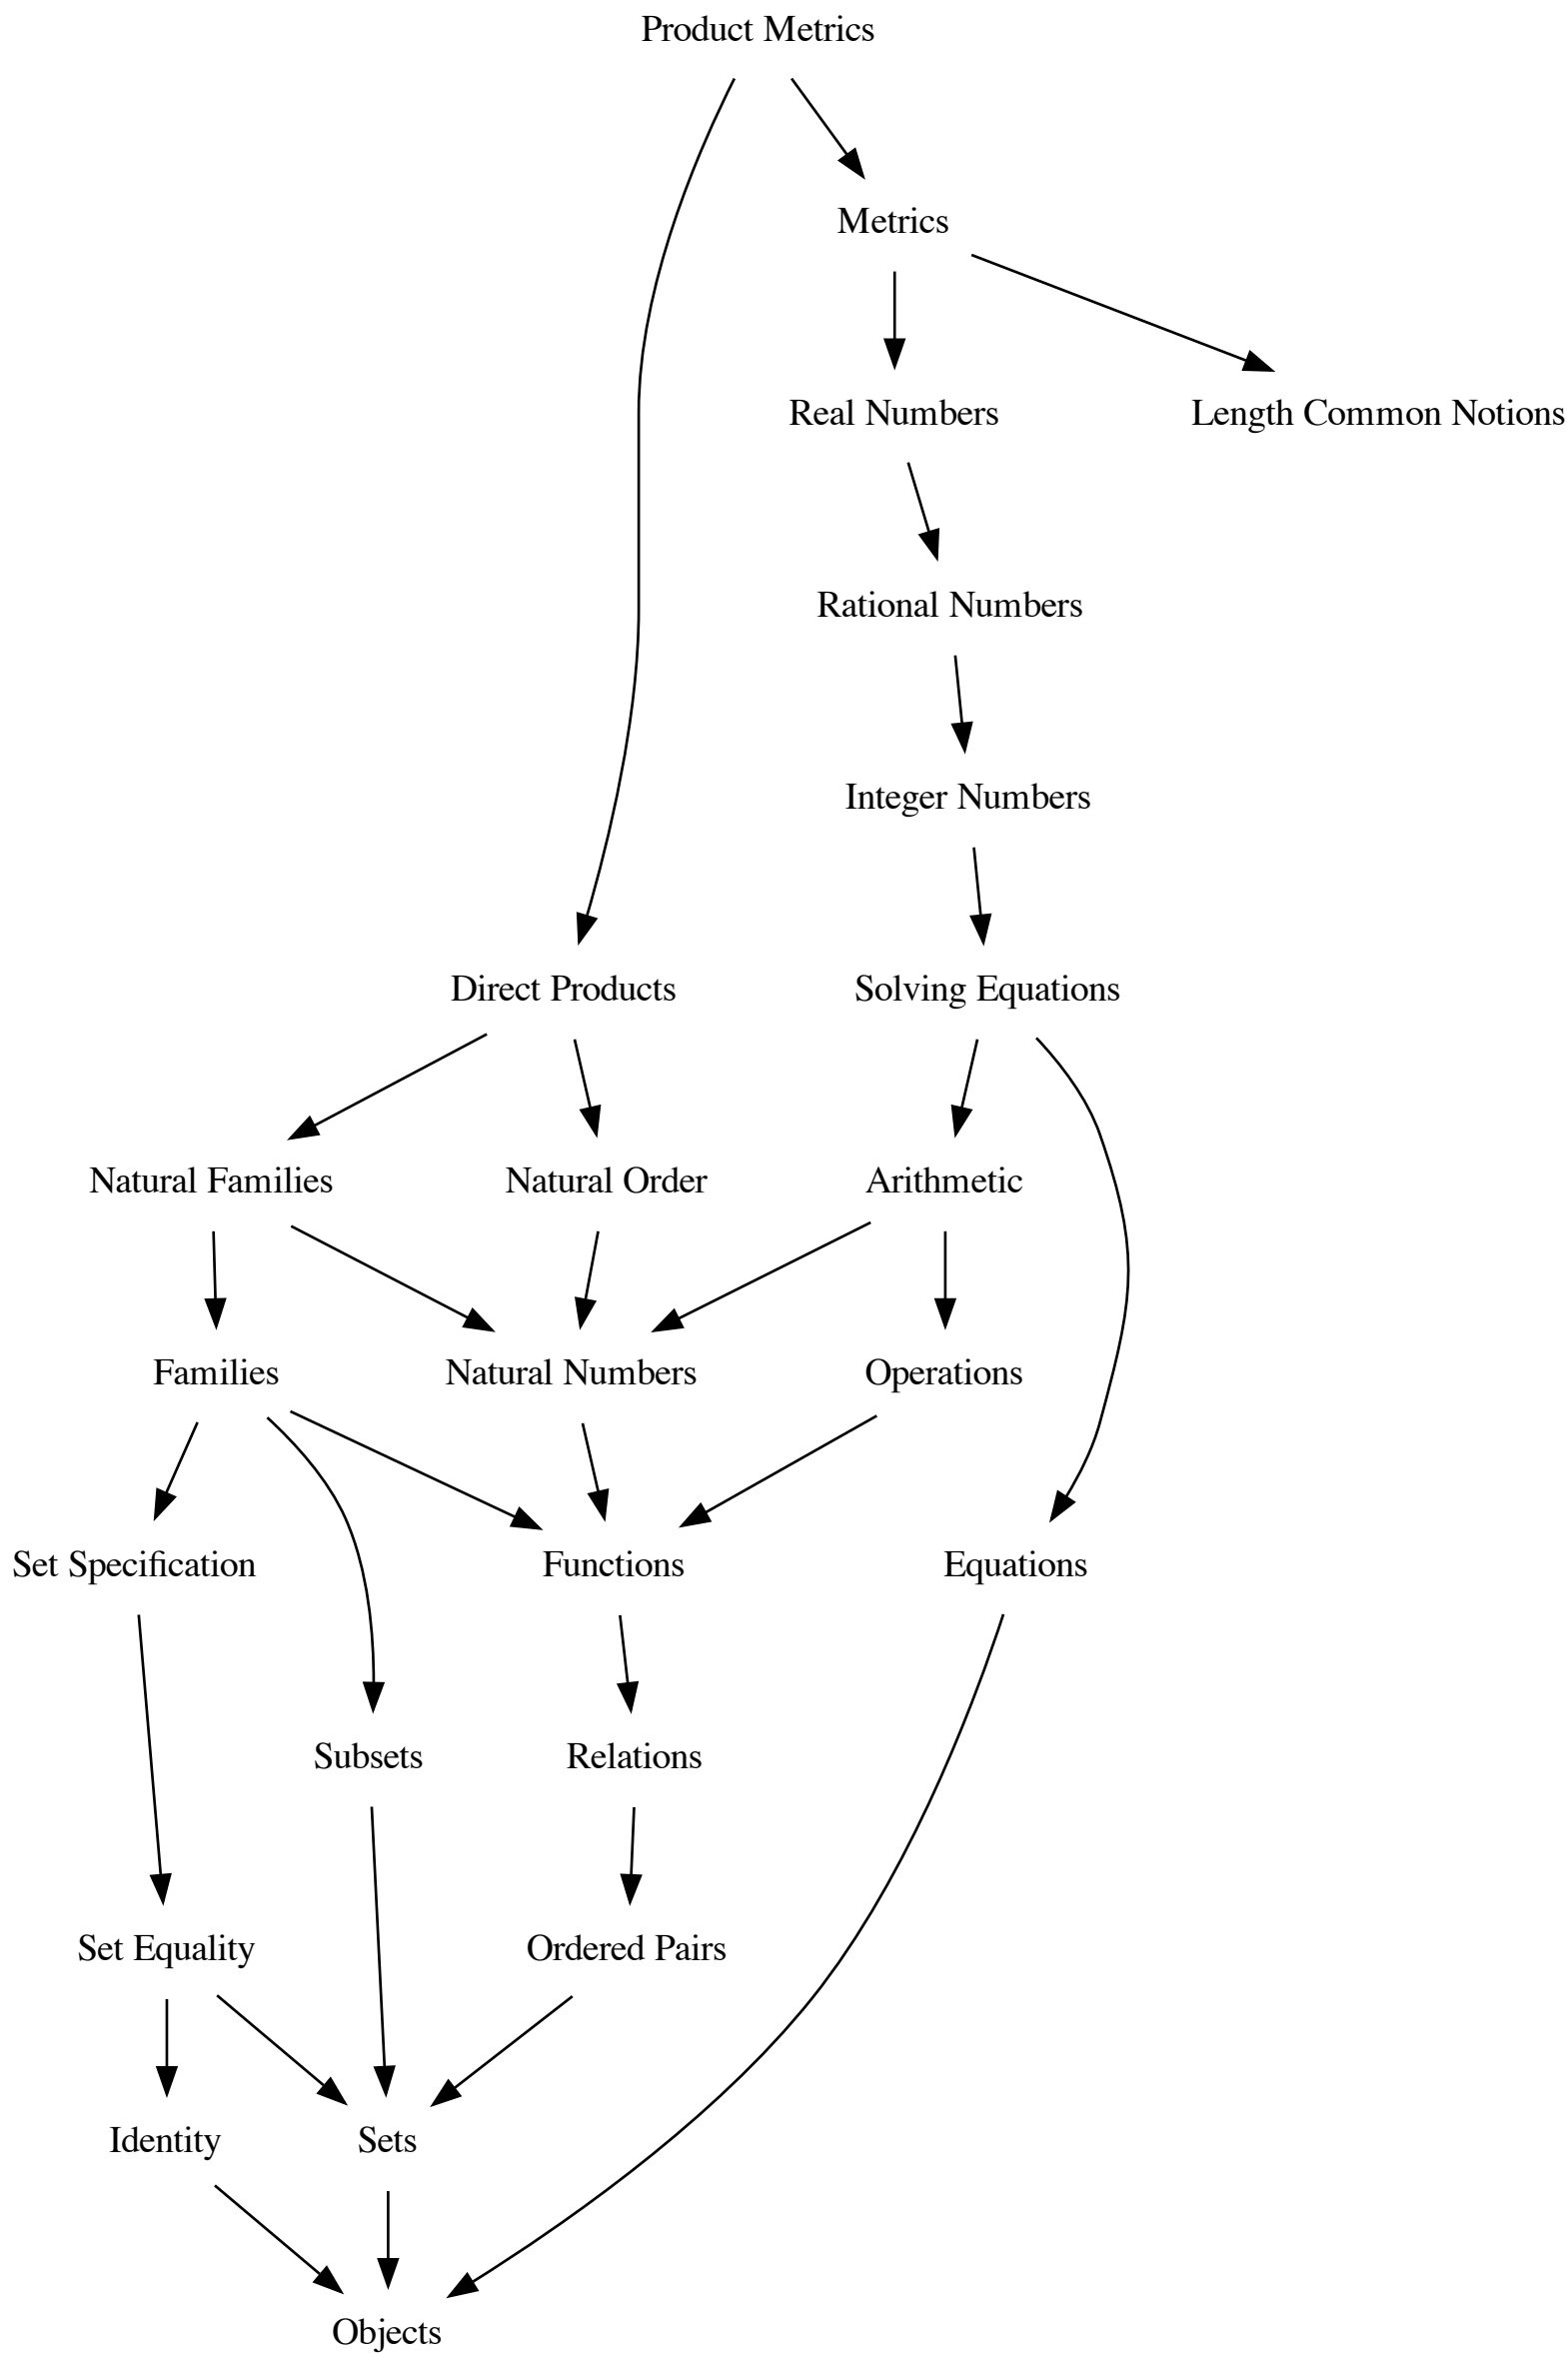 Product Metrics
Metrics
Real Numbers
Length Common Notions
Rational Numbers
Integer Numbers
Direct Products
Solving Equations
Natural Families
Natural Order
Arithmetic
Families
Natural Numbers
Operations
Set Specification
Functions
Equations
Subsets
Relations
Set Equality
Ordered Pairs
Identity
Sets
Objects